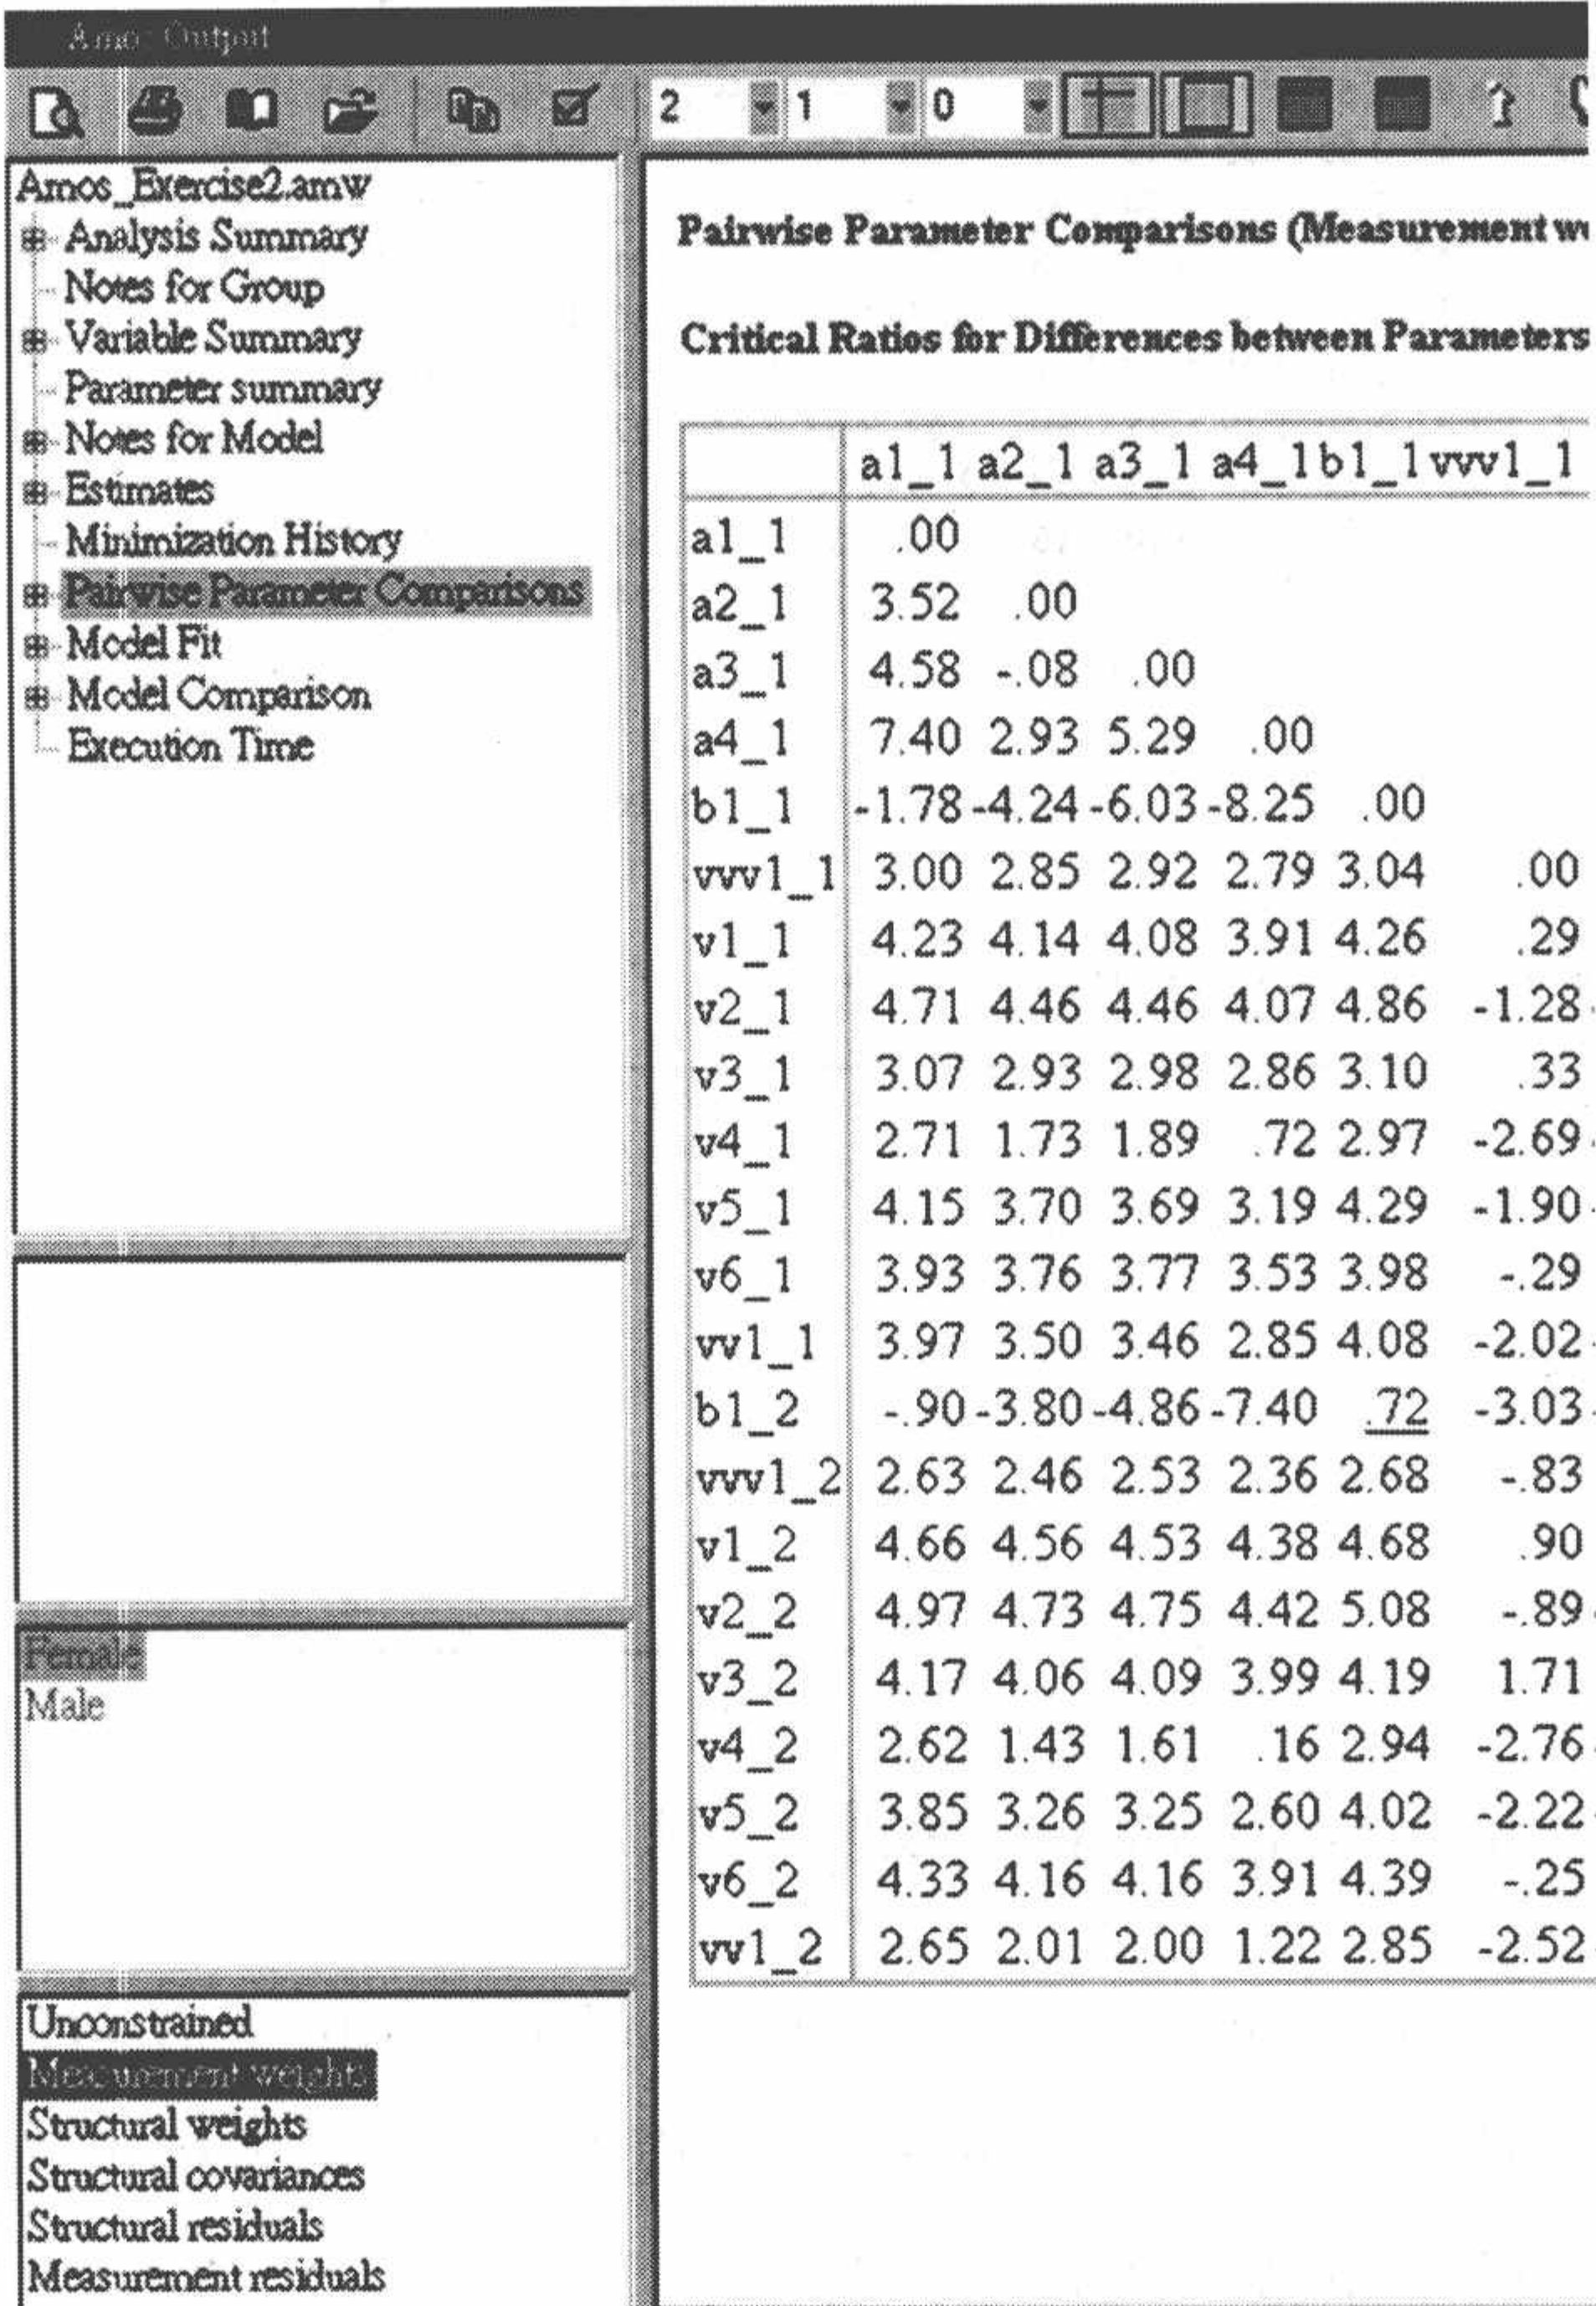 Amos Output
2 1 0
Amos_Exercise2.amw
Analysis Summary
Notes for Group
Variable Summary
Parameter summary
Notes for Model
Estimates
Minimization History
Pairwise Parameter Comparisons
Model Fit
Model Comparison
Execution Time
Female
Male
Unconstrained
Measurement weights
Structural weights
Structural covariances
Structural residuals
Measurement residuals
Pairwise Parameter Comparisons (Measurement we
Critical Ratios for Differences between Parameters
a1_1 a2_1 a3_1 a4_1 b1_1 vvv1_1
a1_1 .00
a2_1 3.52 .00
a3_1 4.58 -.08 .00
a4_1 7.40 2.93 5.29 .00
b1_1 -1.78 -4.24 -6.03 -8.25 .00
vvv1_1 3.00 2.85 2.92 2.79 3.04 .00
v1_1 4.23 4.14 4.08 3.91 4.26 .29
v2_1 4.71 4.46 4.46 4.07 4.86 -1.28
v3_1 3.07 2.93 2.98 2.86 3.10 .33
v4_1 2.71 1.73 1.89 .72 2.97 -2.69
v5_1 4.15 3.70 3.69 3.19 4.29 -1.90
v6_1 3.93 3.76 3.77 3.53 3.98 -.29
vv1_1 3.97 3.50 3.46 2.85 4.08 -2.02
b1_2 -.90 -3.80 -4.86 -7.40 .72 -3.03
vvv1_2 2.63 2.46 2.53 2.36 2.68 -.83
v1_2 4.66 4.56 4.53 4.38 4.68 .90
v2_2 4.97 4.73 4.75 4.42 5.08 -.89
v3_2 4.17 4.06 4.09 3.99 4.19 1.71
v4_2 2.62 1.43 1.61 .16 2.94 -2.76
v5_2 3.85 3.26 3.25 2.60 4.02 -2.22
v6_2 4.33 4.16 4.16 3.91 4.39 -.25
vv1_2 2.65 2.01 2.00 1.22 2.85 -2.52